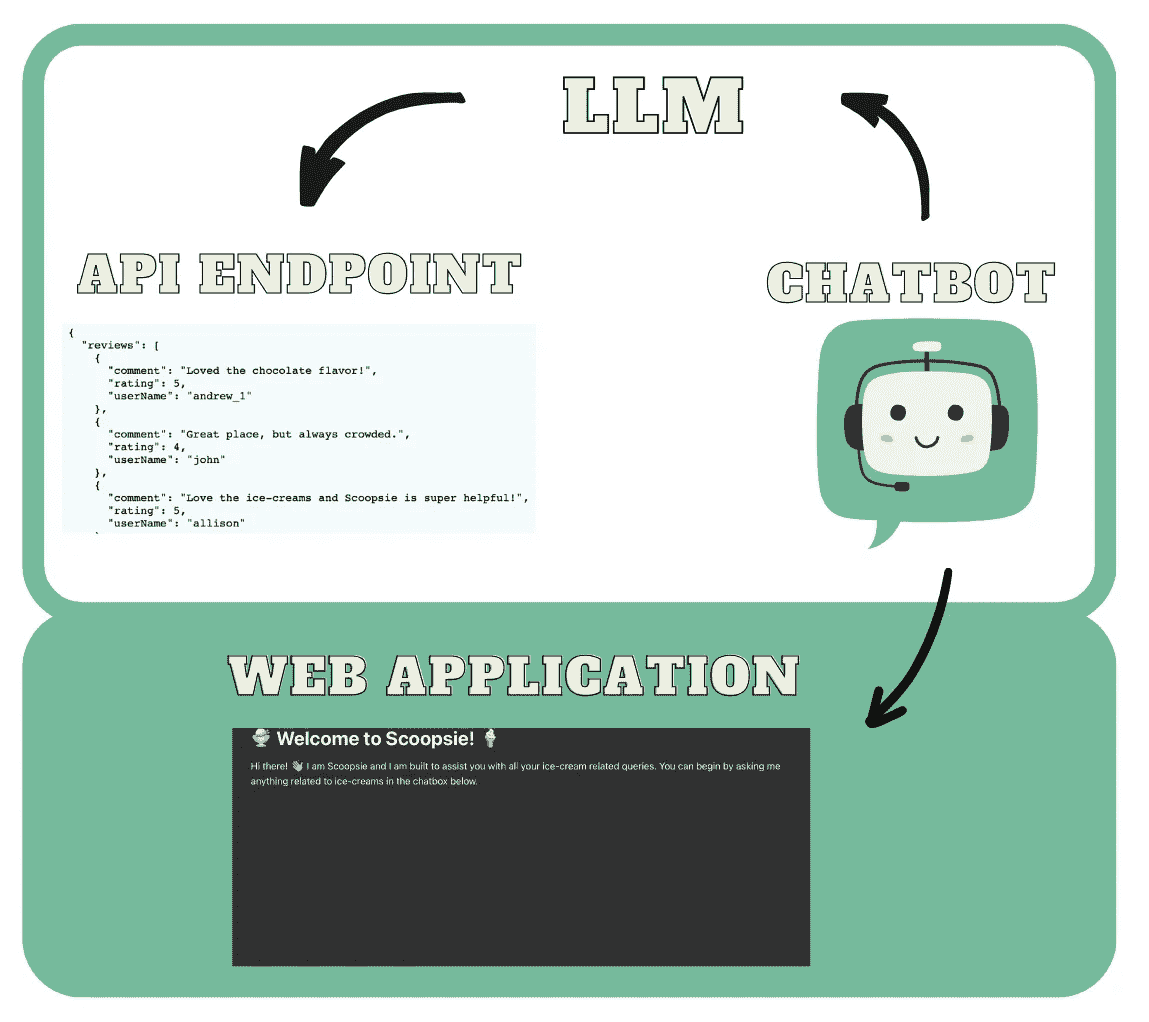 LLM
API ENDPOINT
CHATBOT
{
"reviews": [
{
"comment": "Loved the chocolate flavor!",
"rating": 5,
"userName": "andrew_1"
},
{
"comment": "Great place, but always crowded.",
"rating": 4,
"userName": "john"
},
{
"comment": "Love the ice-creams and Scoopsie is super helpful!",
"rating": 5,
"userName": "allison"
WEB APPLICATION
🍨 Welcome to Scoopsie! 🍦
Hi there! 👋 I am Scoopsie and I am built to assist you with all your ice-cream related queries. You can begin by asking me
anything related to ice-creams in the chatbox below.